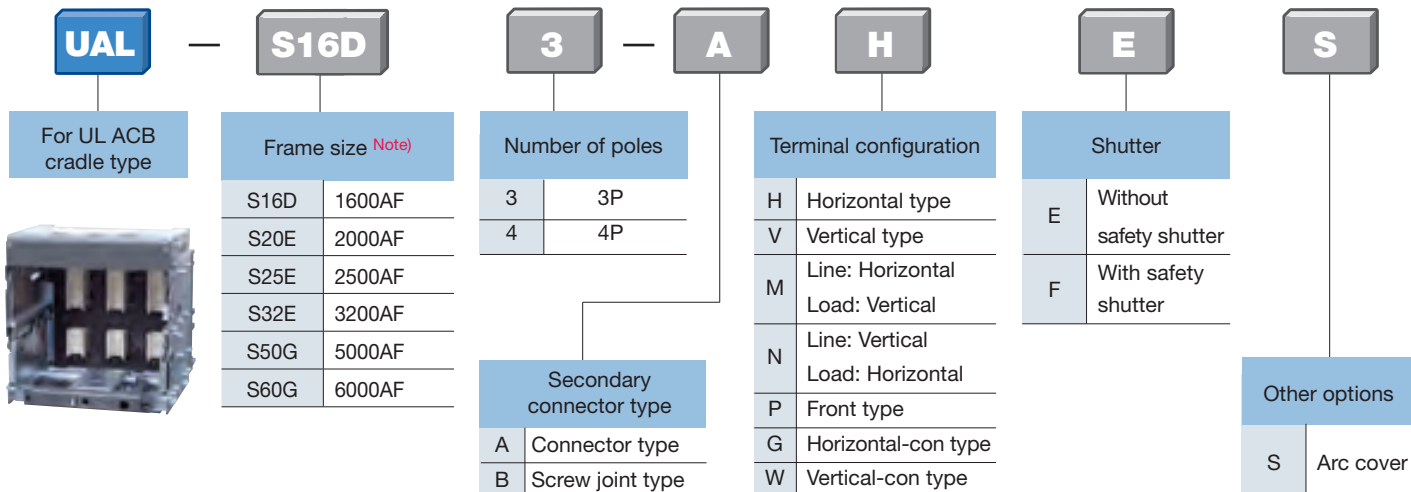 UAL — S16D 3 — A H E S
For UL ACB
cradle type
Frame size Note)
S16D 1600AF
S20E 2000AF
S25E 2500AF
S32E 3200AF
S50G 5000AF
S60G 6000AF
Number of poles
3 3P
4 4P
Secondary
connector type
A Connector type
B Screw joint type
Terminal configuration
H Horizontal type
V Vertical type
M Line: Horizontal
Load: Vertical
N Line: Vertical
Load: Horizontal
P Front type
G Horizontal-con type
W Vertical-con type
Shutter
E Without
safety shutter
F With safety
shutter
Other options
S Arc cover